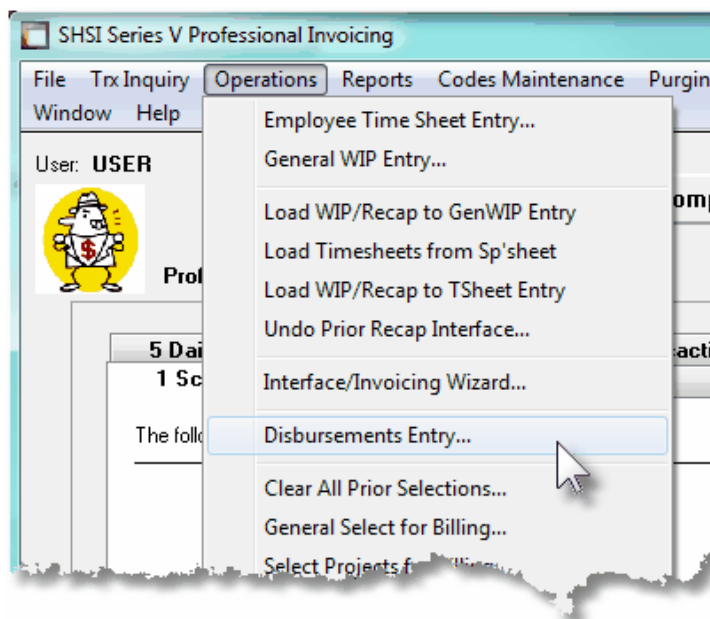 SHSI Series V Professional Invoicing
File Trx Inquiry Operations Reports Codes Maintenance
Window Help
User: USER
5 Dai
1 Sc
The follo
Employee Time Sheet Entry...
General WIP Entry...
Load WIP/Recap to GenWIP Entry
Load Timesheets from Sp'sheet
Load WIP/Recap to TSheet Entry
Undo Prior Recap Interface...
Interface/Invoicing Wizard...
Disbursements Entry...
Clear All Prior Selections...
General Select for Billing...
Select Projects